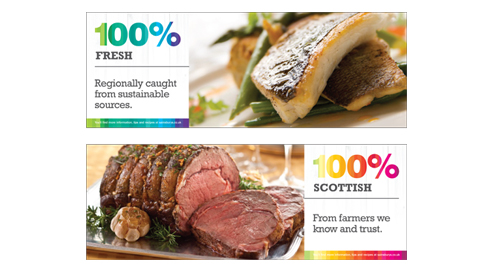 100%
FRESH
Regionally caught
from sustainable
sources.
100%
SCOTTISH
From farmers we
know and trust.